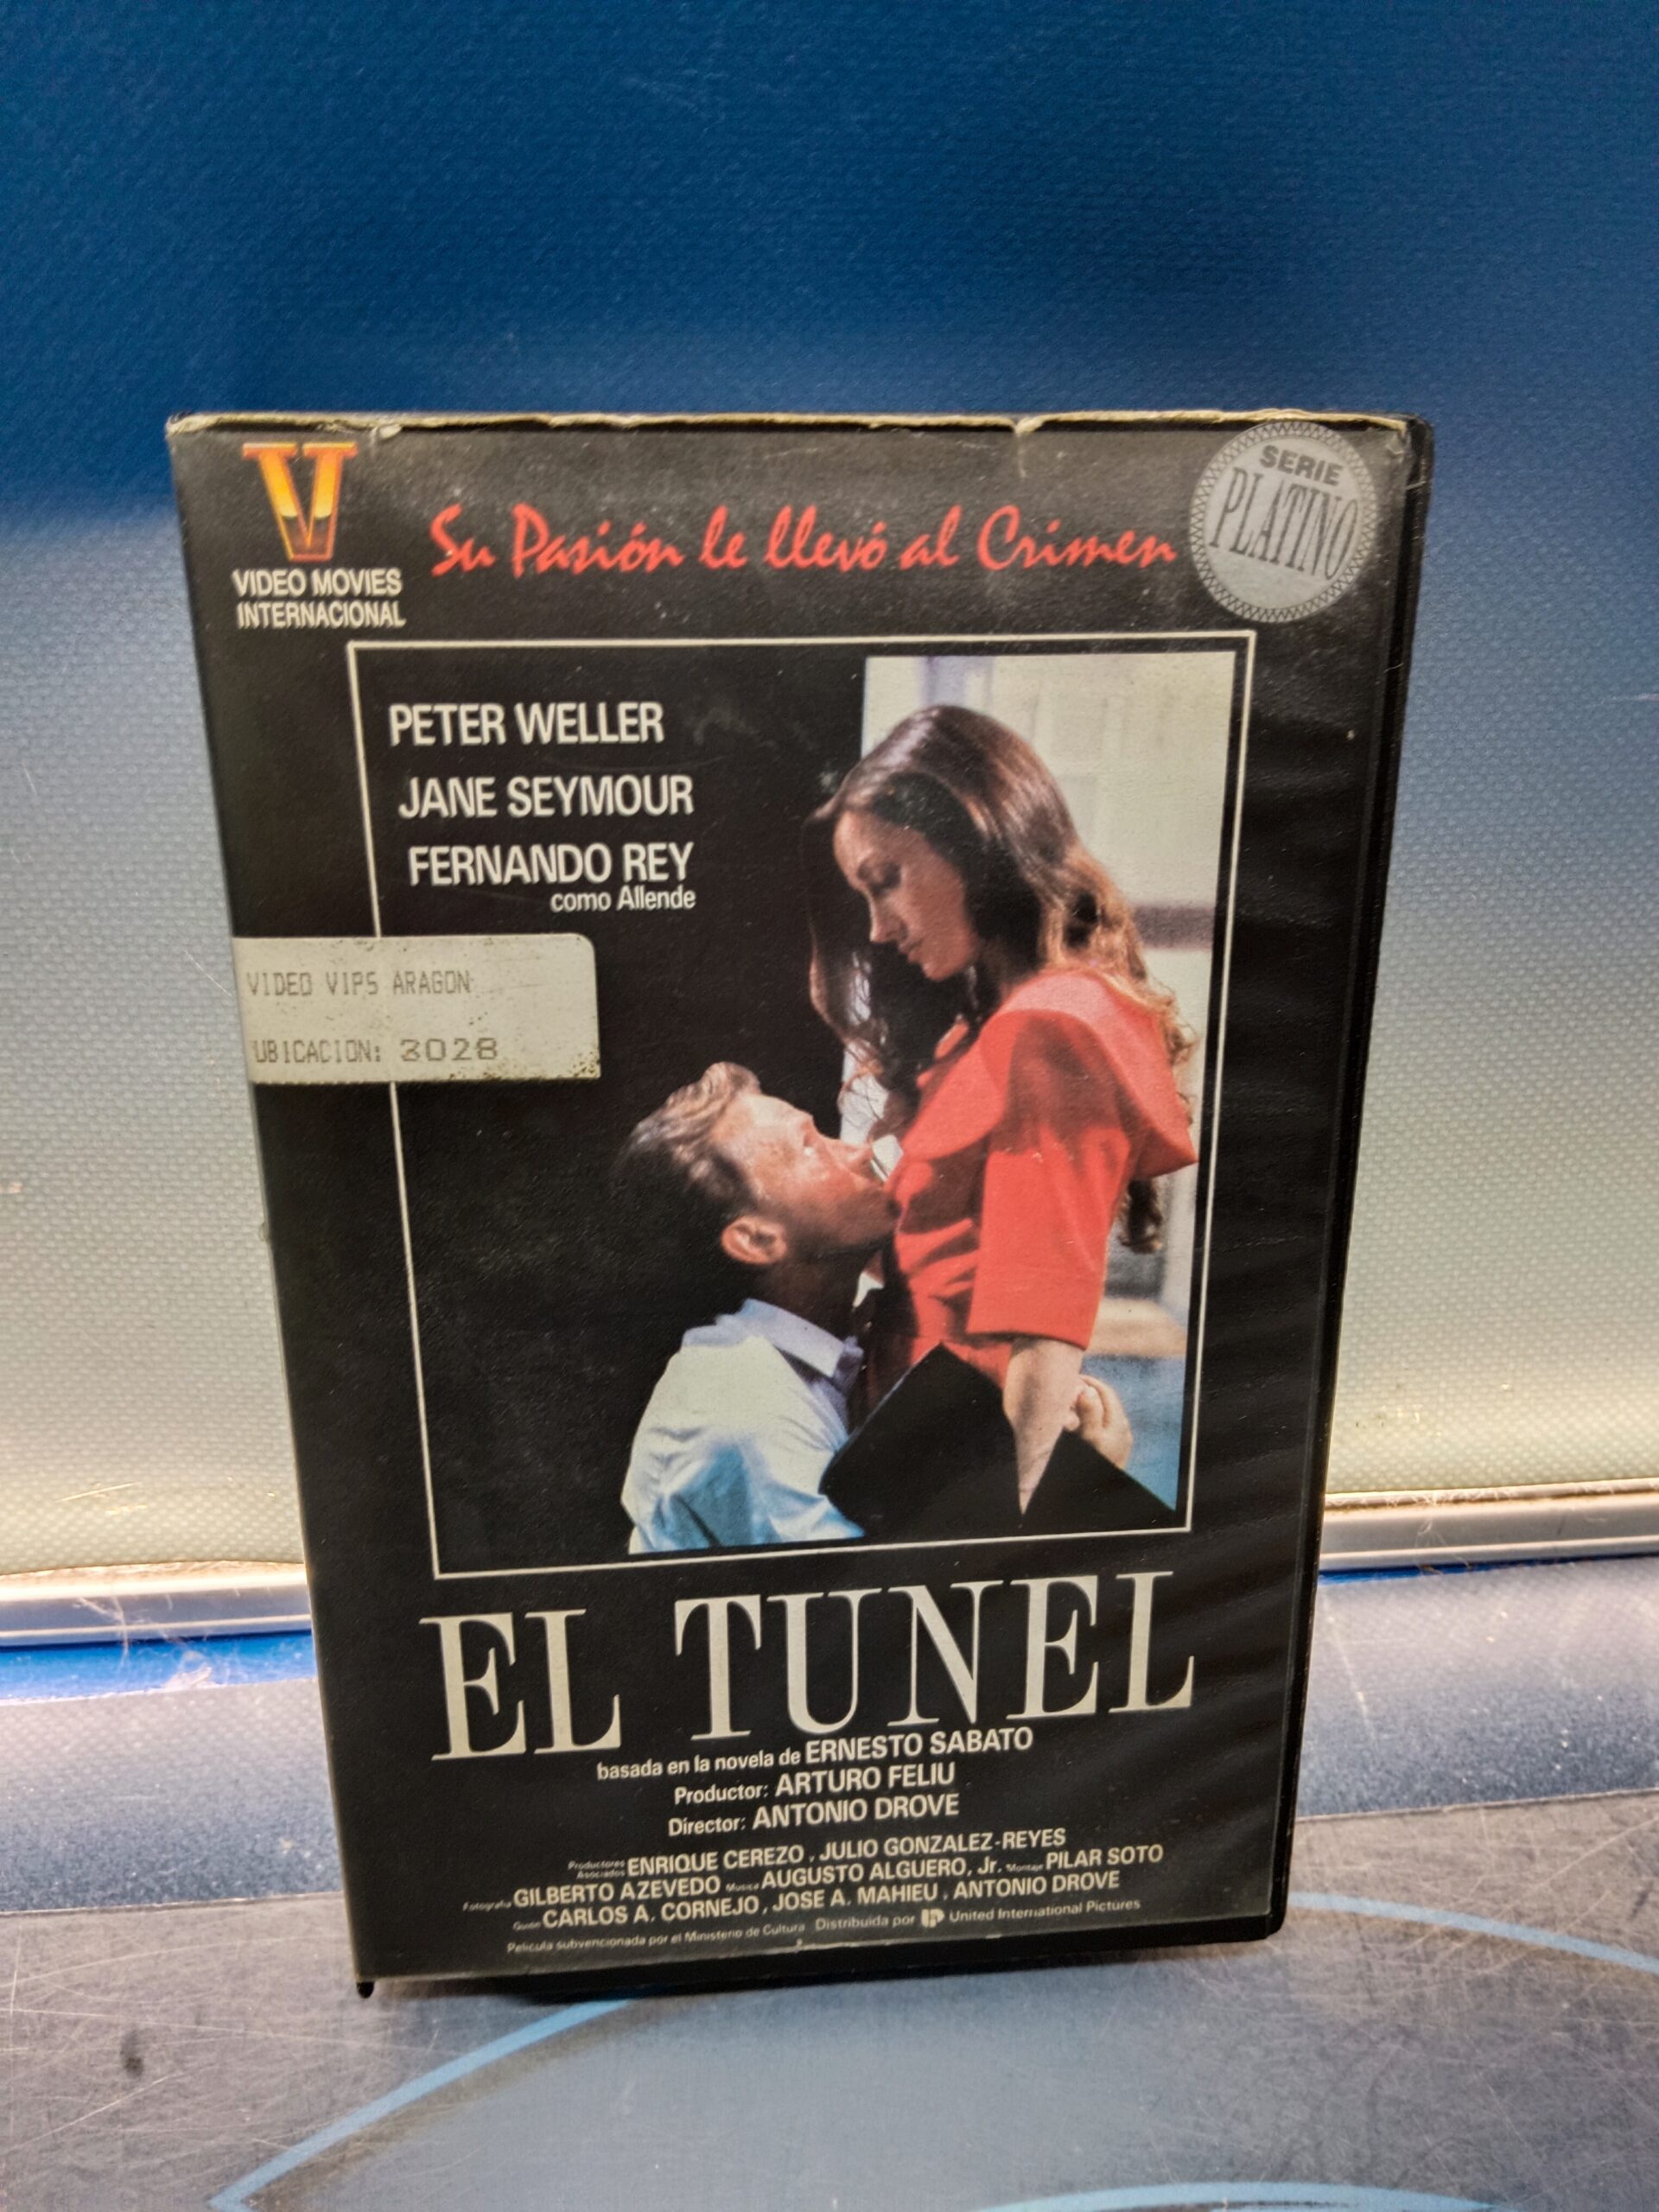 V
VIDEO MOVIES
INTERNACIONAL
Su Pasión le llevó al Crimen
SERIE
PLATINO
PETER WELLER
JANE SEYMOUR
FERNANDO REY
como Allende
VIDEO VIPS ARAGON
UBICACION: 3028
EL TUNEL
basada en la novela de ERNESTO SABATO
Productor: ARTURO FELIU
Director: ANTONIO DROVE
Productores Asociados ENRIQUE CEREZO, JULIO GONZALEZ-REYES
Fotografía GILBERTO AZEVEDO Musica AUGUSTO ALGUERO, Jr. Montaje PILAR SOTO
Guión CARLOS A. CORNEJO, JOSE A. MAHIEU, ANTONIO DROVE
Película subvencionada por el Ministerio de Cultura Distribuida por United International Pictures